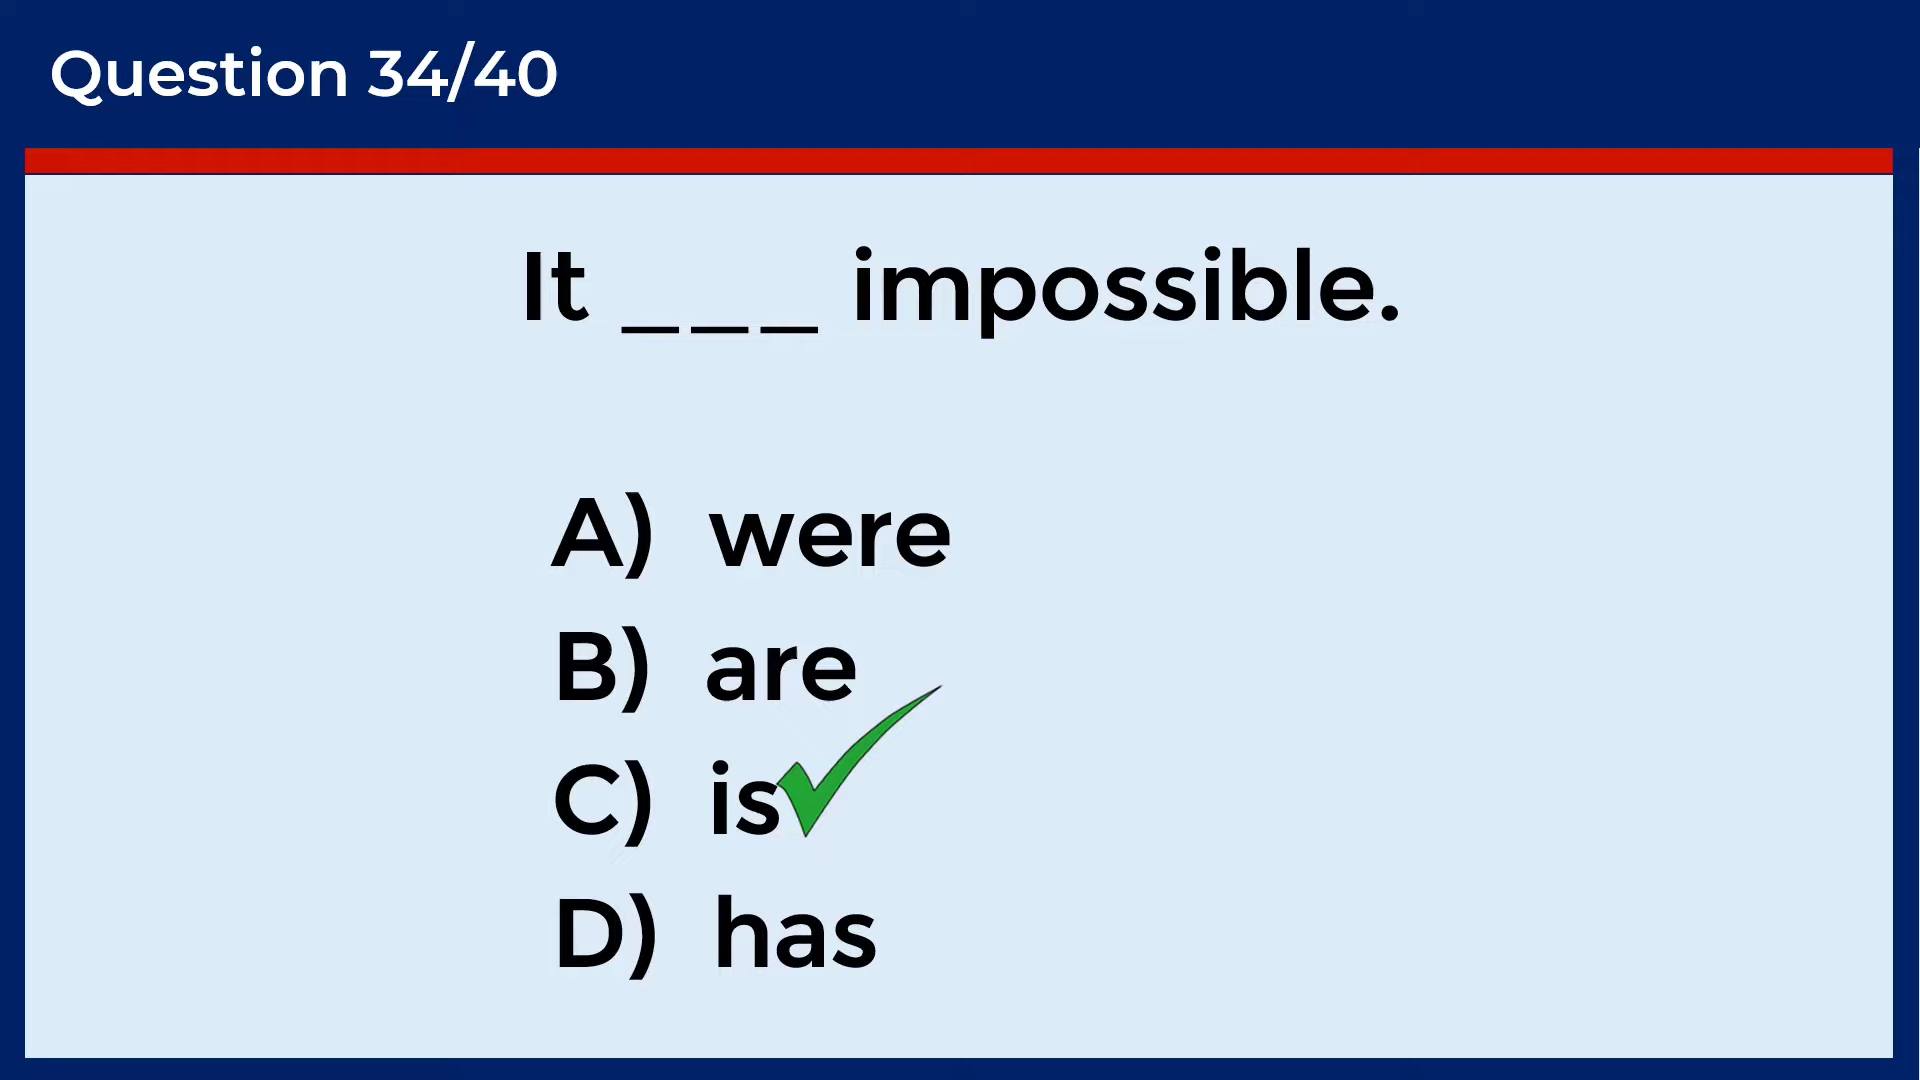 Question 34/40
It ___ impossible.
A) were
B) are
C) is
D) has